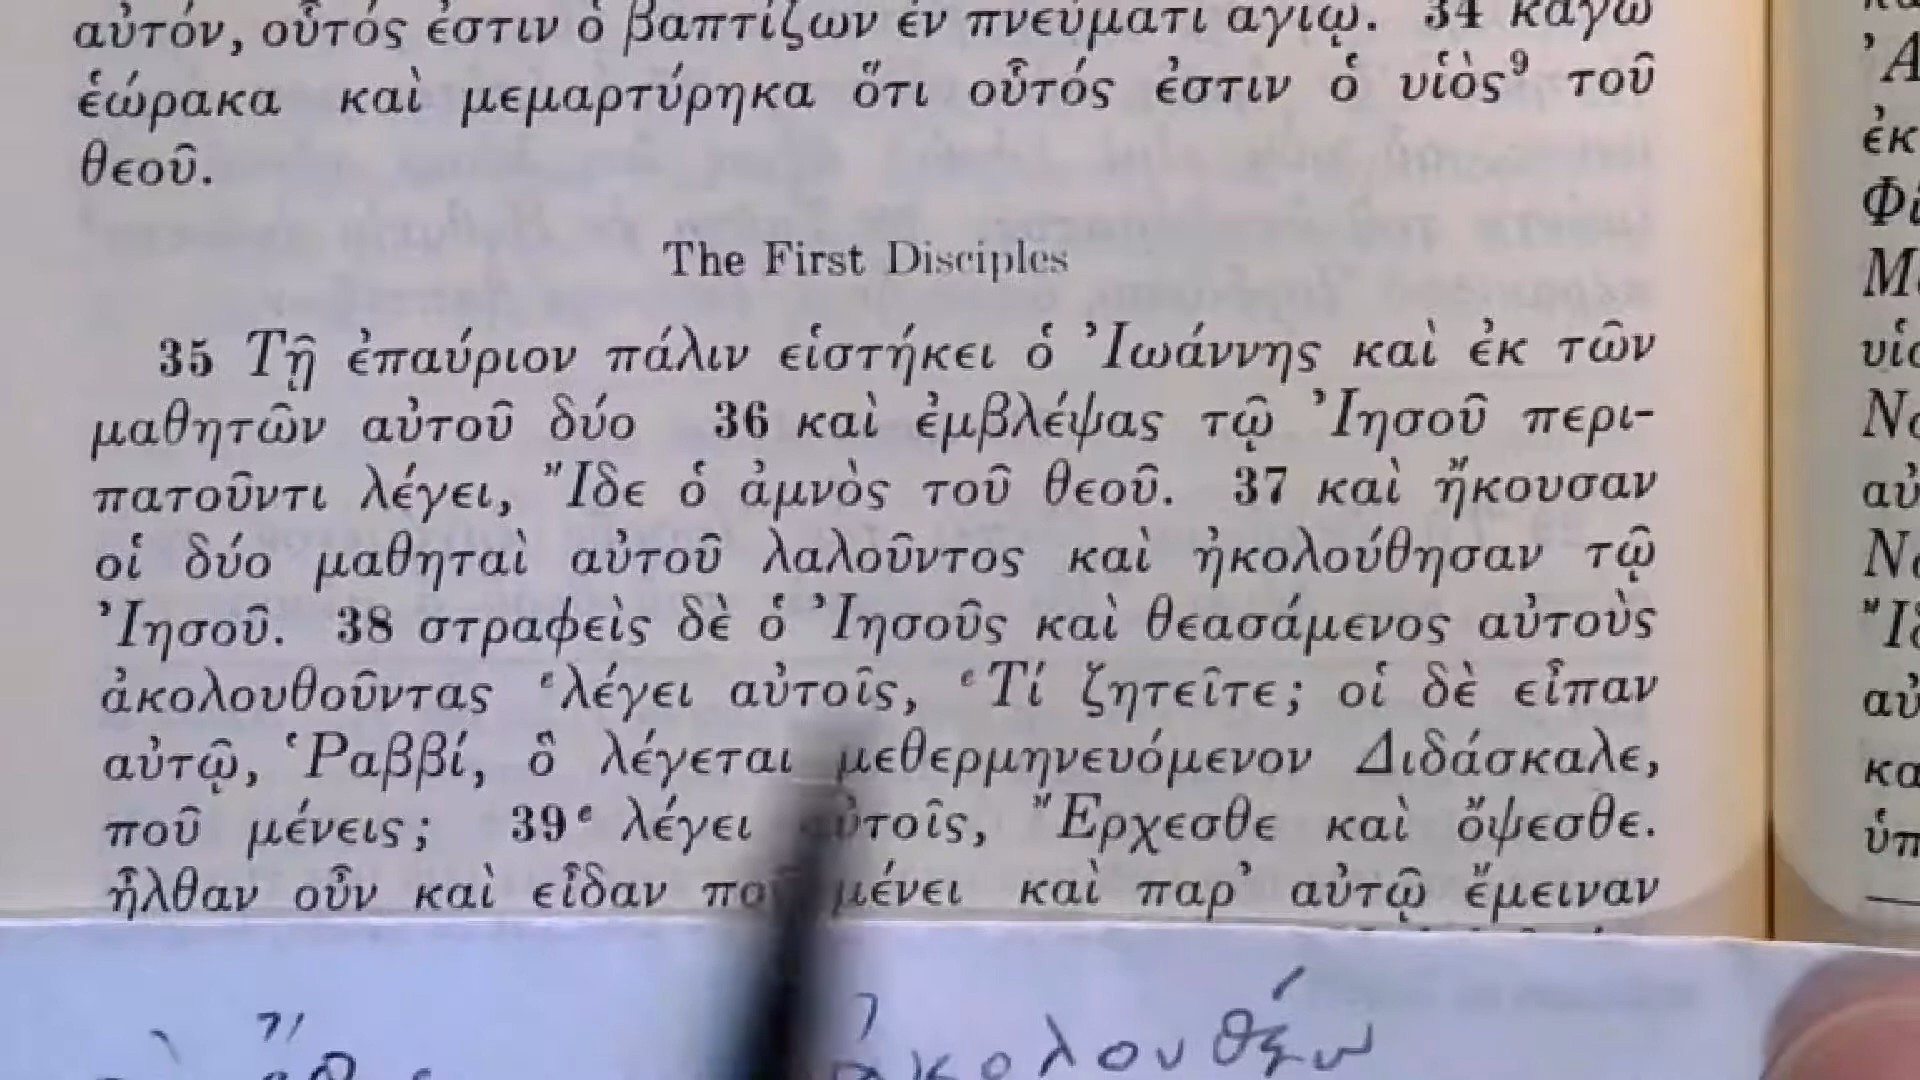 αὐτόν, οὗτός ἐστιν ὁ βαπτίζων ἐν πνεύματι ἁγίῳ. 34 κἀγὼ
ἑώρακα καὶ μεμαρτύρηκα ὅτι οὗτός ἐστιν ὁ υἱὸς⁹ τοῦ
θεοῦ.
The First Disciples
35 Τῇ ἐπαύριον πάλιν εἱστήκει ὁ Ἰωάννης καὶ ἐκ τῶν
μαθητῶν αὐτοῦ δύο 36 καὶ ἐμβλέψας τῷ Ἰησοῦ περι-
πατοῦντι λέγει, Ἴδε ὁ ἀμνὸς τοῦ θεοῦ. 37 καὶ ἤκουσαν
οἱ δύο μαθηταὶ αὐτοῦ λαλοῦντος καὶ ἠκολούθησαν τῷ
Ἰησοῦ. 38 στραφεὶς δὲ ὁ Ἰησοῦς καὶ θεασάμενος αὐτοὺς
ἀκολουθοῦντας ᵉλέγει αὐτοῖς, ᵉΤί ζητεῖτε; οἱ δὲ εἶπαν
αὐτῷ, Ῥαββί, ὃ λέγεται μεθερμηνευόμενον Διδάσκαλε,
ποῦ μένεις; 39ᵉ λέγει αὐτοῖς, Ἔρχεσθε καὶ ὄψεσθε.
ἦλθαν οὖν καὶ εἶδαν ποῦ μένει καὶ παρ’ αὐτῷ ἔμειναν